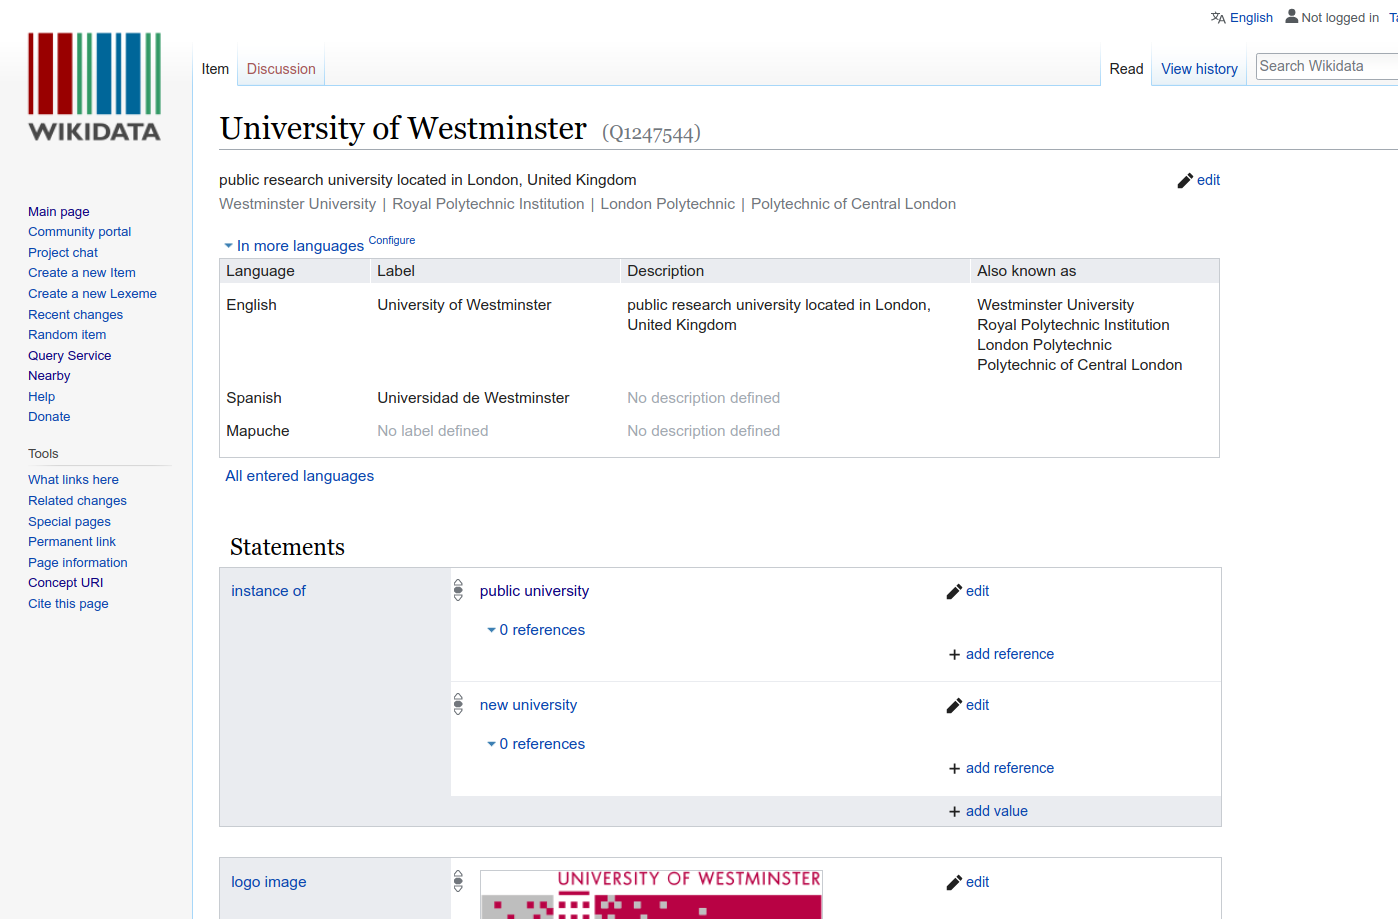 English Not logged in
WIKIDATA
Item Discussion Read View history Search Wikidata
University of Westminster (Q1247544)
public research university located in London, United Kingdom edit
Westminster University | Royal Polytechnic Institution | London Polytechnic | Polytechnic of Central London
Main page
Community portal
Project chat
Create a new Item
Create a new Lexeme
Recent changes
Random item
Query Service
Nearby
Help
Donate
Tools
What links here
Related changes
Special pages
Permanent link
Page information
Concept URI
Cite this page
In more languages Configure
Language Label Description Also known as
English University of Westminster public research university located in London, United Kingdom
Westminster University
Royal Polytechnic Institution
London Polytechnic
Polytechnic of Central London
Spanish Universidad de Westminster No description defined
Mapuche No label defined No description defined
All entered languages
Statements
instance of public university edit
0 references
+ add reference
new university edit
0 references
+ add reference
+ add value
logo image edit
UNIVERSITY OF WESTMINSTER